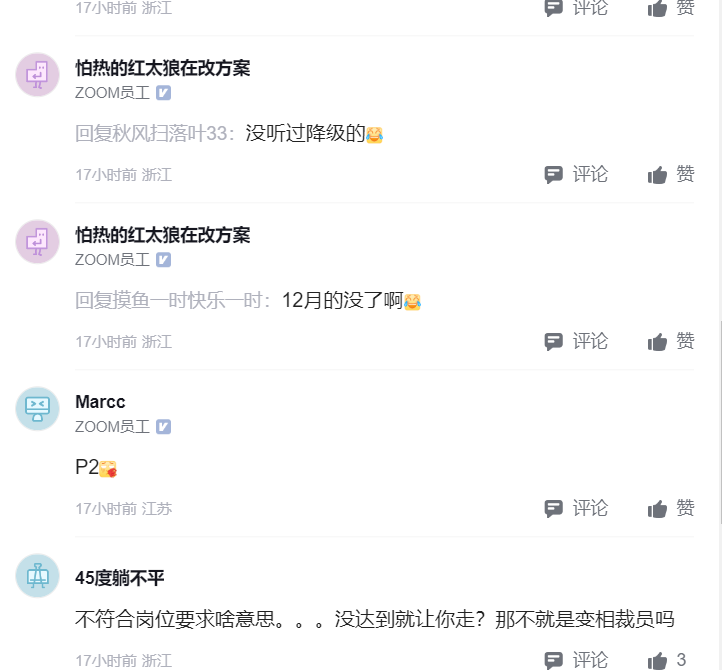 17小时前 浙江 评论 赞
怕热的红太狼在改方案
ZOOM员工
回复秋风扫落叶33：没听过降级的
17小时前 浙江 评论 赞
怕热的红太狼在改方案
ZOOM员工
回复摸鱼一时快乐一时：12月的没了啊
17小时前 浙江 评论 赞
Marcc
ZOOM员工
P2
17小时前 江苏 评论 赞
45度躺不平
不符合岗位要求啥意思。。。没达到就让你走？那不就是变相裁员吗
17小时前 浙江 评论 3